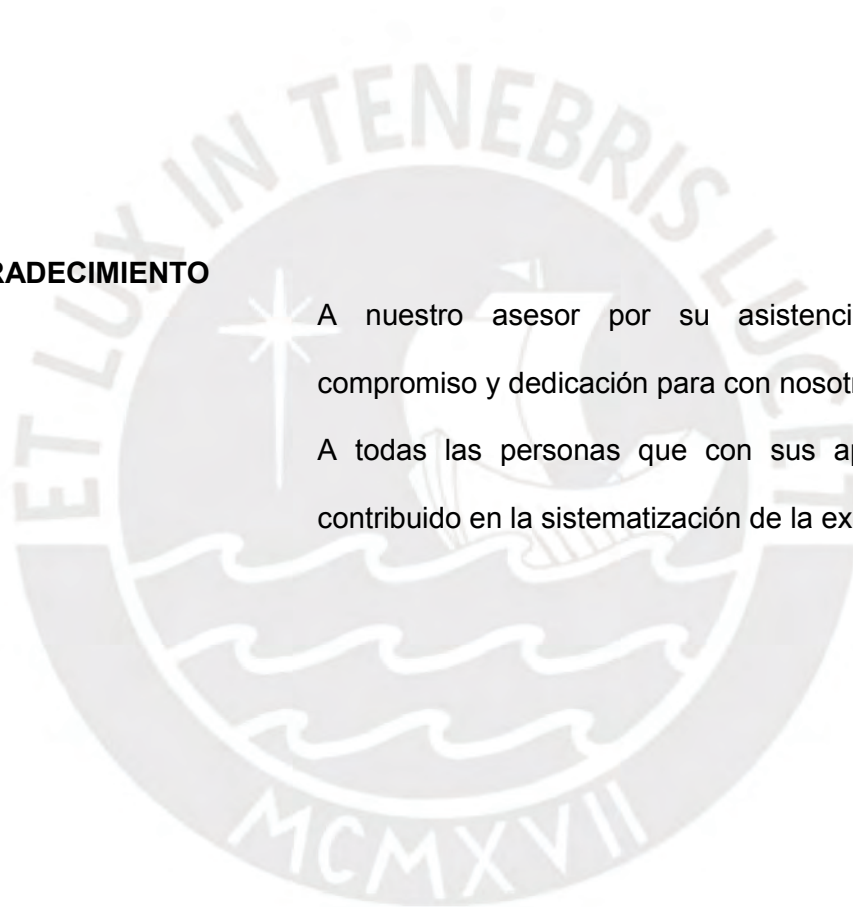 ET LUX IN TENEBRIS LUCET
RADECIMIENTO
A nuestro asesor por su asistenci
compromiso y dedicación para con nosot
A todas las personas que con sus a
contribuido en la sistematización de la ex
MCMXVII